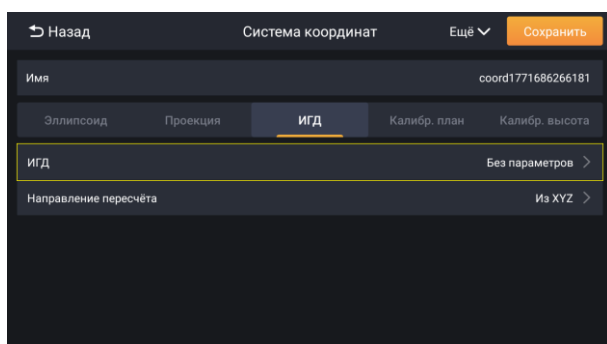 Назад Система координат Ещё Сохранить
Имя coord1771686266181
Эллипсоид Проекция ИГД Калибр. план Калибр. высота
ИГД Без параметров
Направление пересчёта Из XYZ